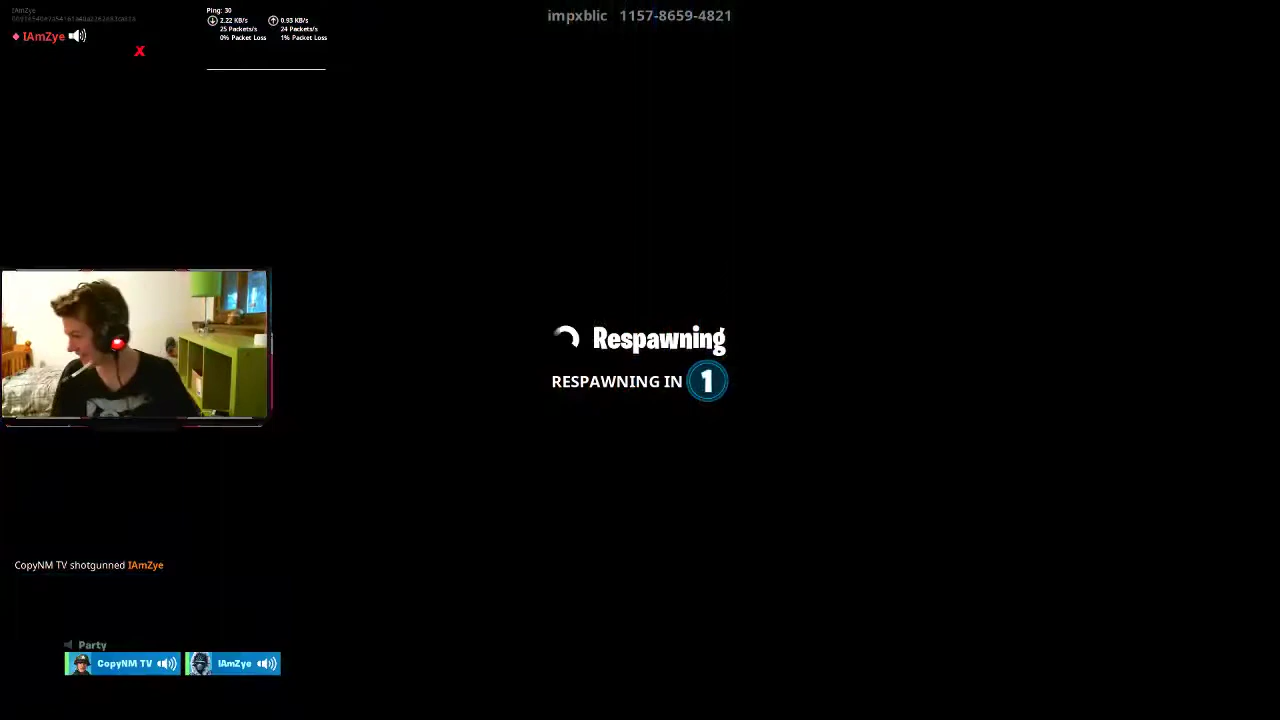 IAmZye
IAmZye
X
Ping: 30
2.22 KB/s
25 Packets/s
0% Packet Loss
0.93 KB/s
24 Packets/s
1% Packet Loss
impxblic 1157-8659-4821
Respawning
RESPAWNING IN 1
CopyNM TV shotgunned IAmZye
Party
CopyNM TV
IAmZye